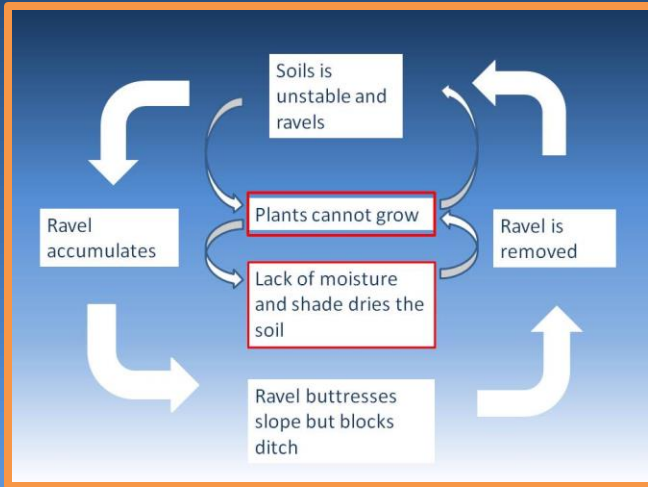 Soils is
unstable and
ravels
Plants cannot grow
Ravel
accumulates
Ravel is
removed
Lack of moisture
and shade dries the
soil
Ravel buttresses
slope but blocks
ditch